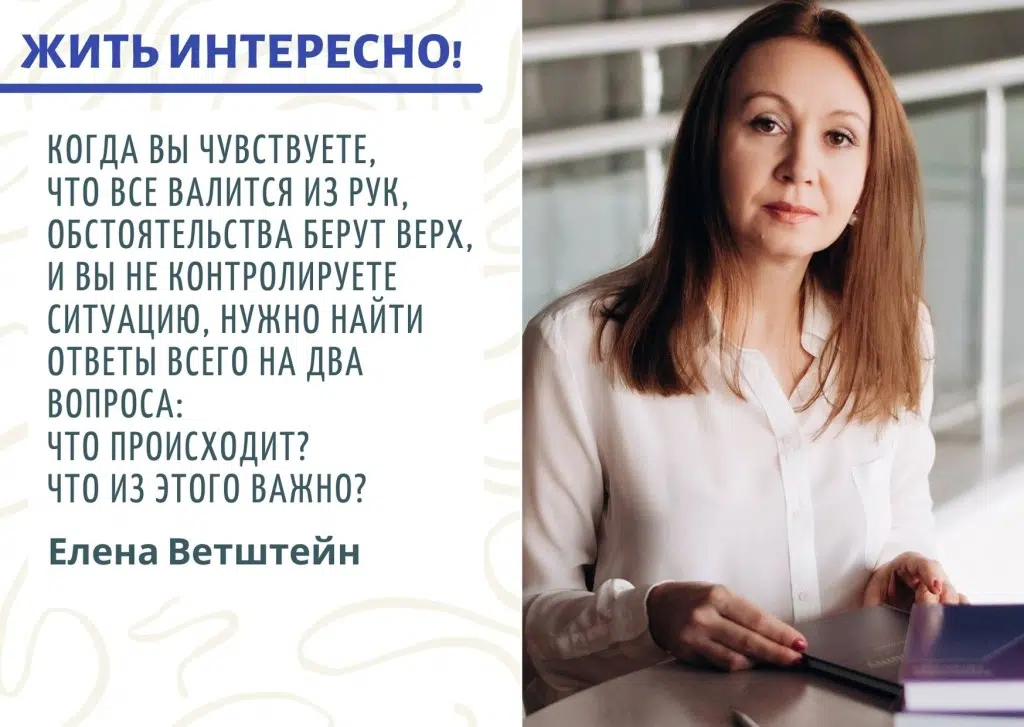 ЖИТЬ ИНТЕРЕСНО!
КОГДА ВЫ ЧУВСТВУЕТЕ,
ЧТО ВСЕ ВАЛИТСЯ ИЗ РУК,
ОБСТОЯТЕЛЬСТВА БЕРУТ ВЕРХ,
И ВЫ НЕ КОНТРОЛИРУЕТЕ
СИТУАЦИЮ, НУЖНО НАЙТИ
ОТВЕТЫ ВСЕГО НА ДВА
ВОПРОСА:
ЧТО ПРОИСХОДИТ?
ЧТО ИЗ ЭТОГО ВАЖНО?
Елена Ветштейн